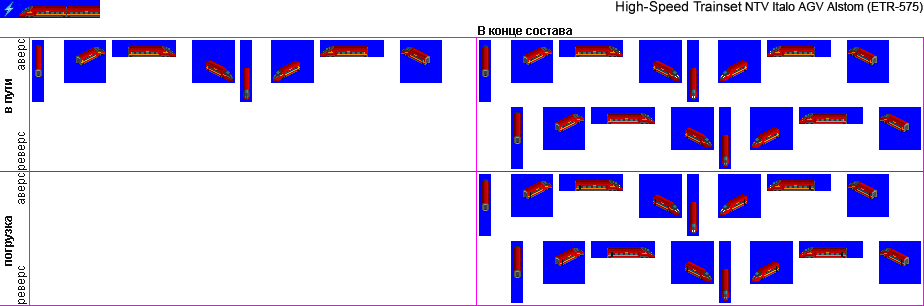 High-Speed Trainset NTV Italo AGV Alstom (ETR-575)
В конце состава
в пути
аверс
реверс
погрузка
аверс
реверс